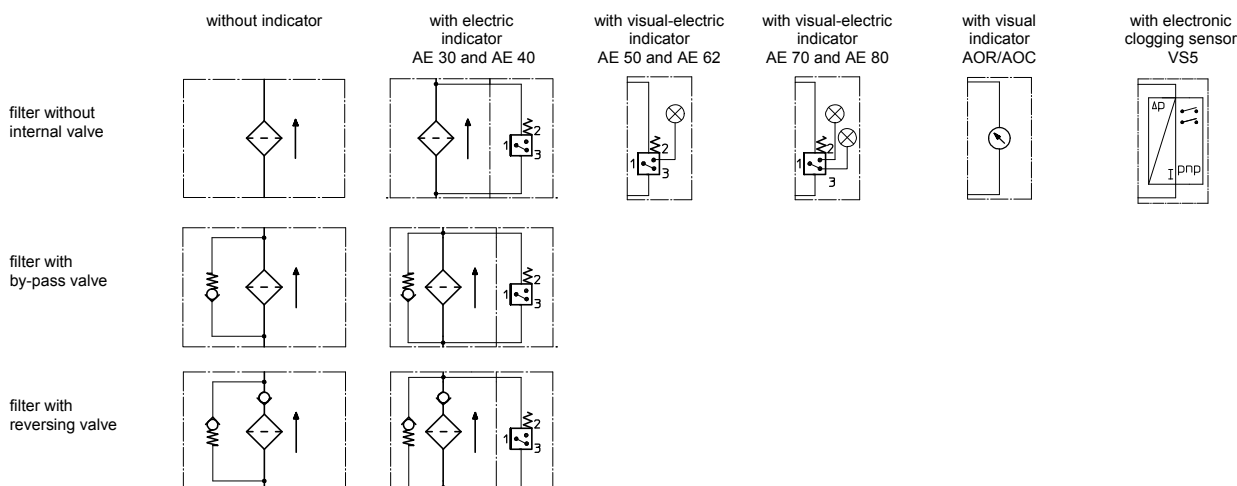 without indicator
with electric
indicator
AE 30 and AE 40
with visual-electric
indicator
AE 50 and AE 62
with visual-electric
indicator
AE 70 and AE 80
with visual
indicator
AOR/AOC
with electronic
clogging sensor
VS5
filter without
internal valve
1
2
3
1
2
3
1
2
3
Δp
I
pnp
filter with
by-pass valve
1
2
3
filter with
reversing valve
1
2
3